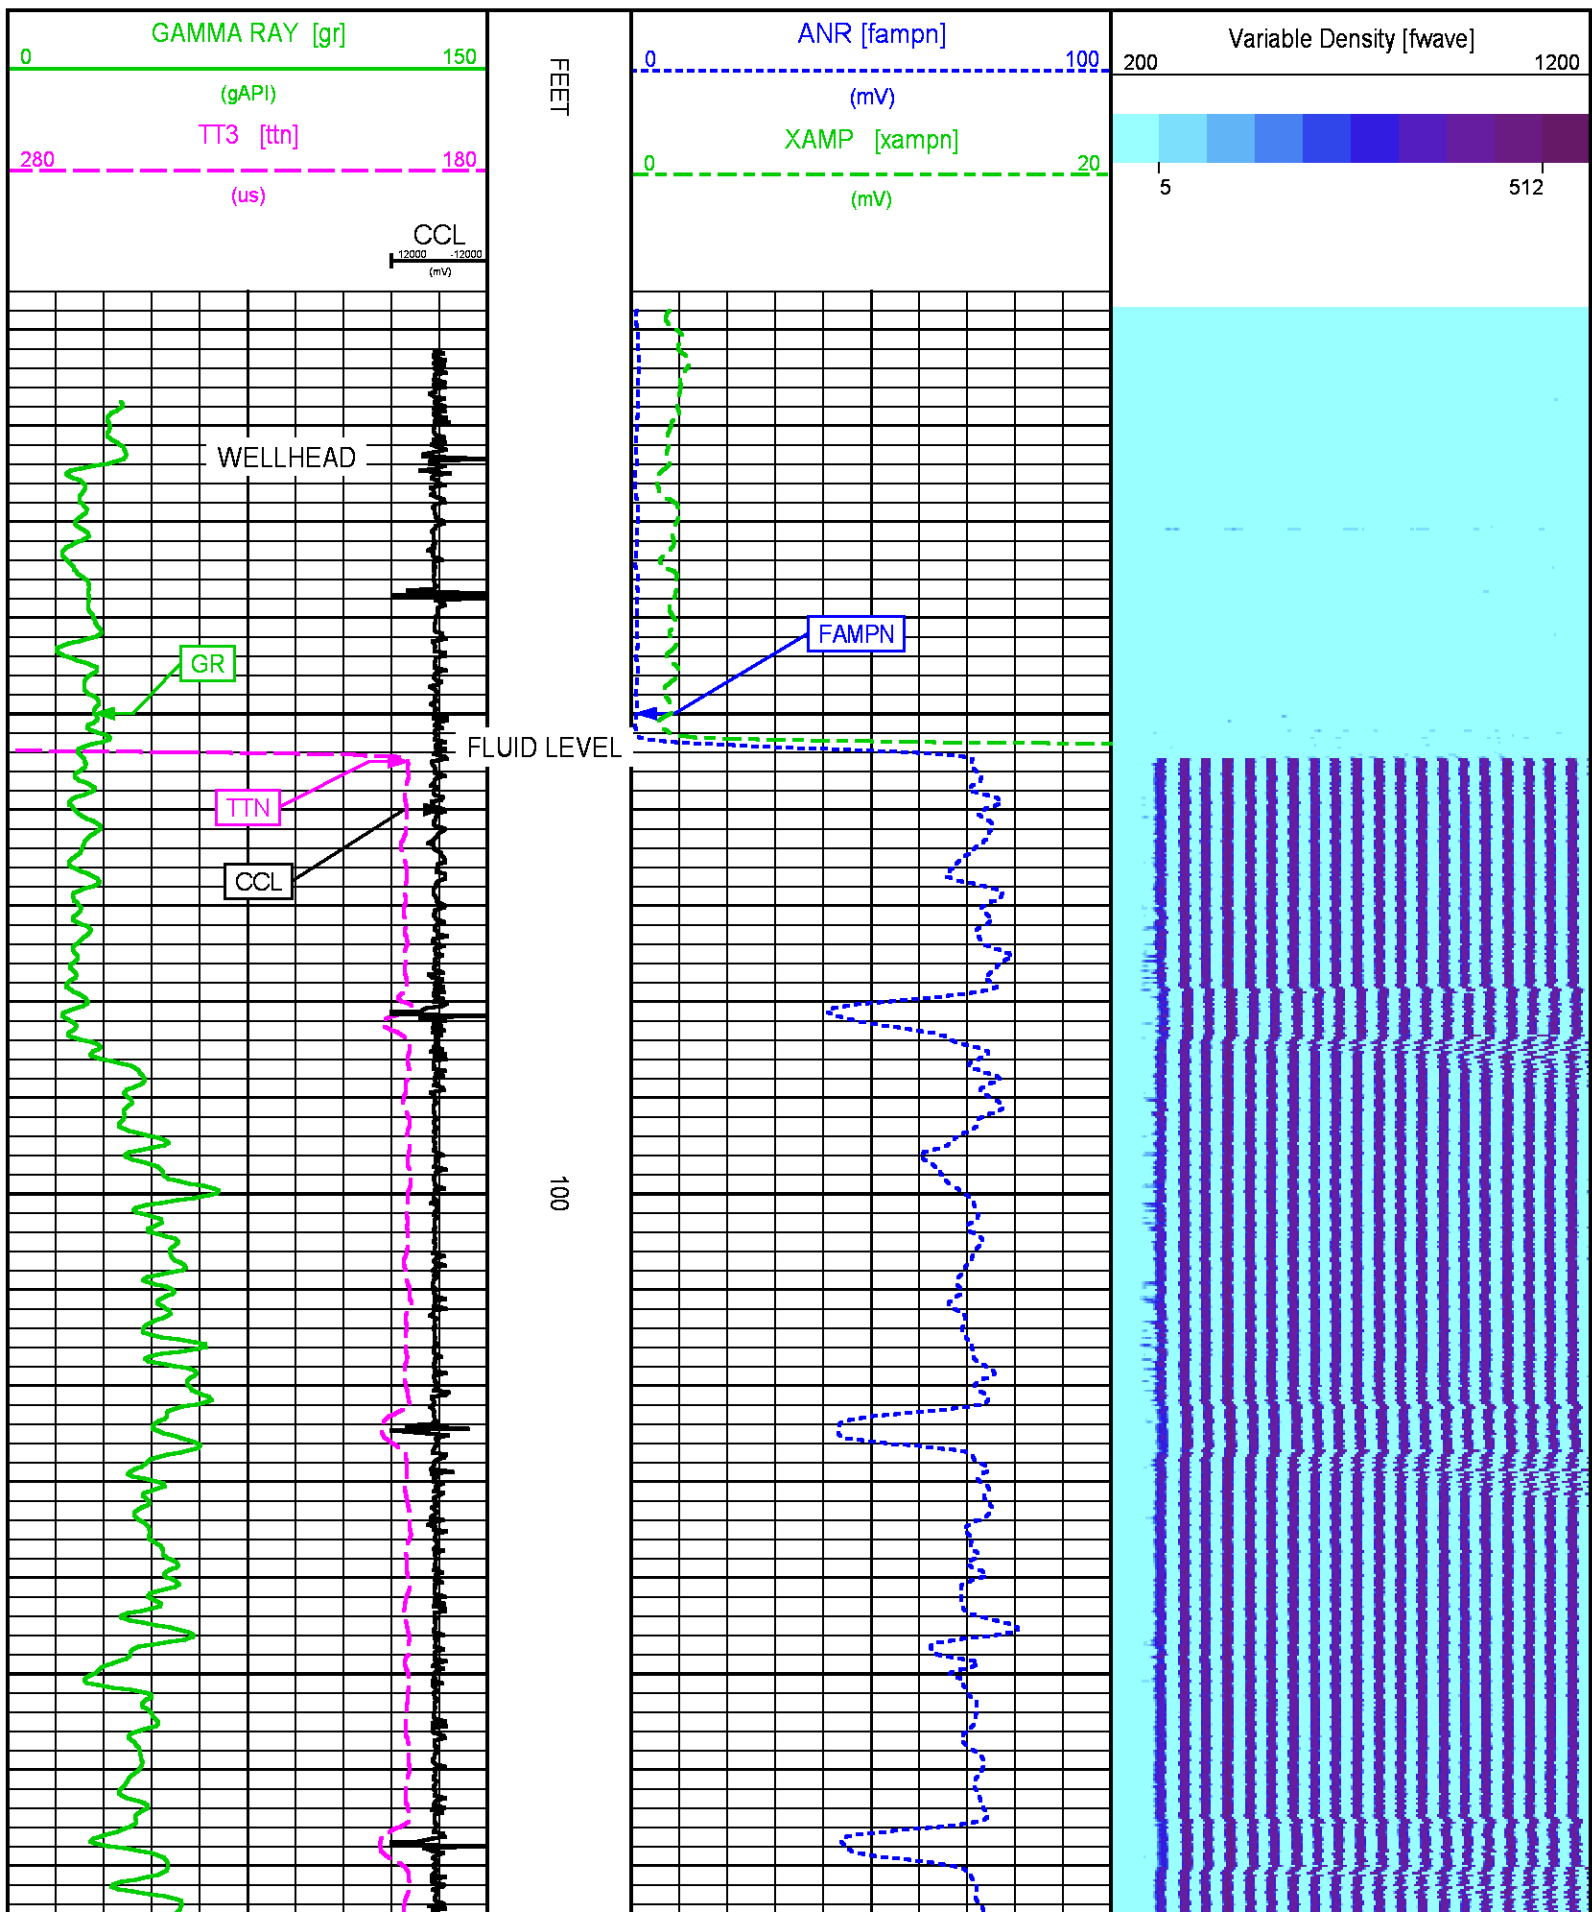 GAMMA RAY [gr]
0 150
(gAPI)
TT3 [ttn]
280 180
(us)
CCL
12000 -12000
(mV)
FEET
ANR [fampn]
0 100
(mV)
XAMP [xampn]
0 20
(mV)
Variable Density [fwave]
200 1200
5 512
WELLHEAD
FAMPN
GR
FLUID LEVEL
TTN
CCL
100